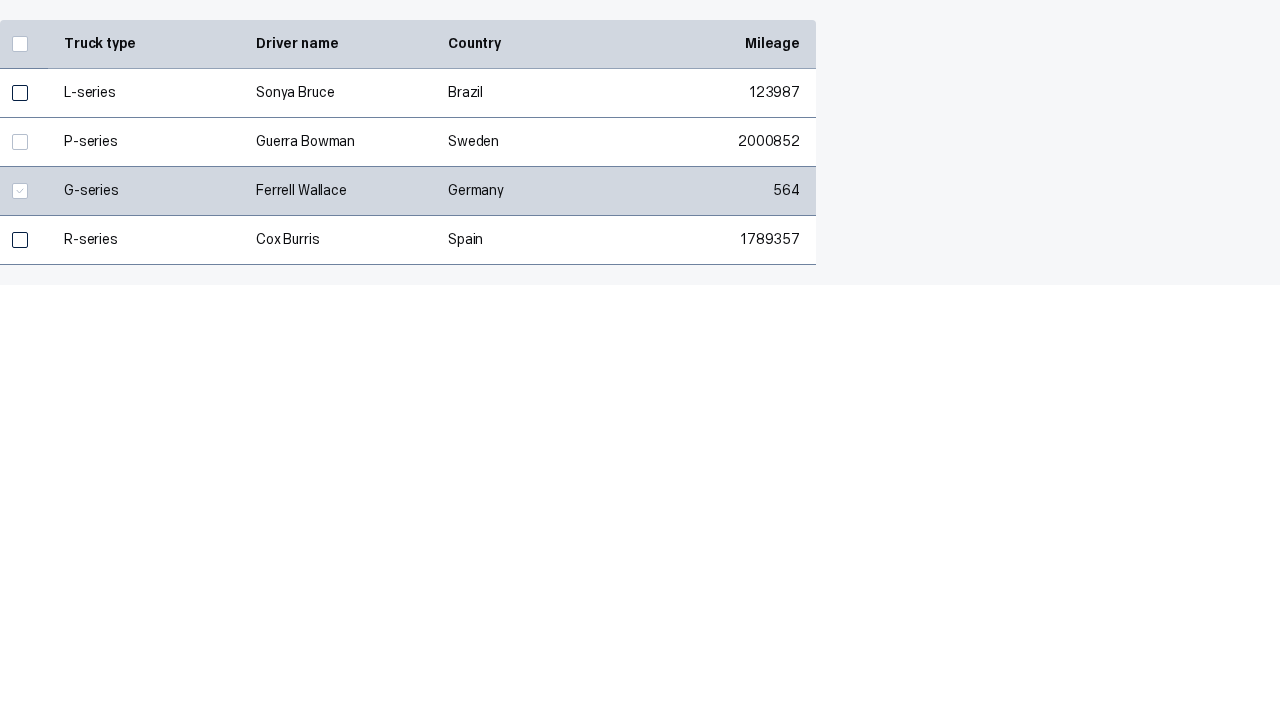 Truck type Driver name Country Mileage
L-series Sonya Bruce Brazil 123987
P-series Guerra Bowman Sweden 2000852
G-series Ferrell Wallace Germany 564
R-series Cox Burris Spain 1789357